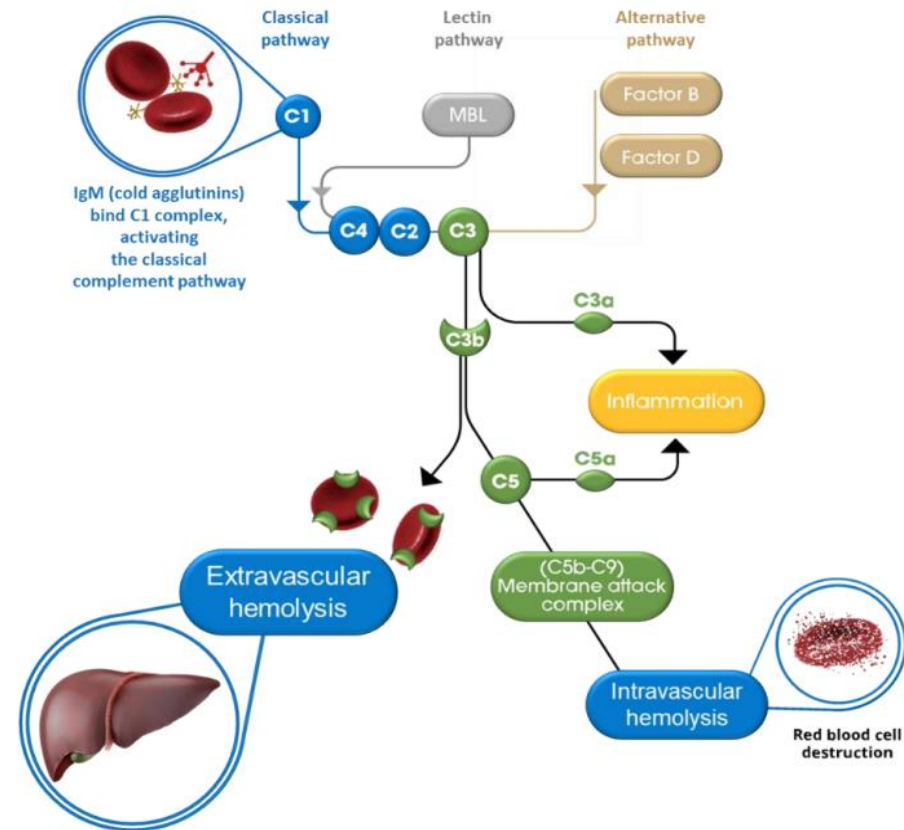 Classical
pathway
Lectin
pathway
Alternative
pathway
C1
MBL
Factor B
Factor D
IgM (cold agglutinins)
bind C1 complex,
activating
the classical
complement pathway
C4
C2
C3
C3a
C3b
Inflammation
C5a
C5
Extravascular
hemolysis
(C5b-C9)
Membrane attack
complex
Intravascular
hemolysis
Red blood cell
destruction